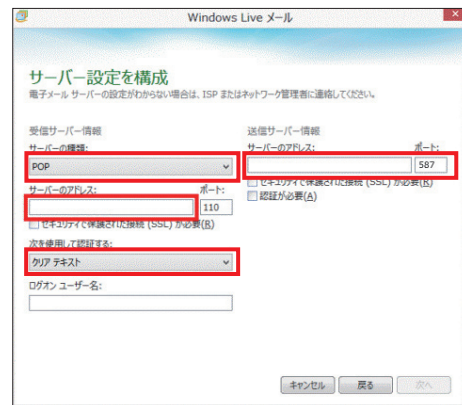 Windows Live メール
サーバー設定を構成
電子メール サーバーの設定がわからない場合は、ISP またはネットワーク管理者に連絡してください。
受信サーバー情報
サーバーの種類:
POP
サーバーのアドレス:
ポート:
110
セキュリティで保護された接続 (SSL) が必要(R)
次を使用して認証する:
クリア テキスト
ログオン ユーザー名:
送信サーバー情報
サーバーのアドレス:
ポート:
587
セキュリティで保護された接続 (SSL) が必要(R)
認証が必要(A)
キャンセル
戻る
次へ